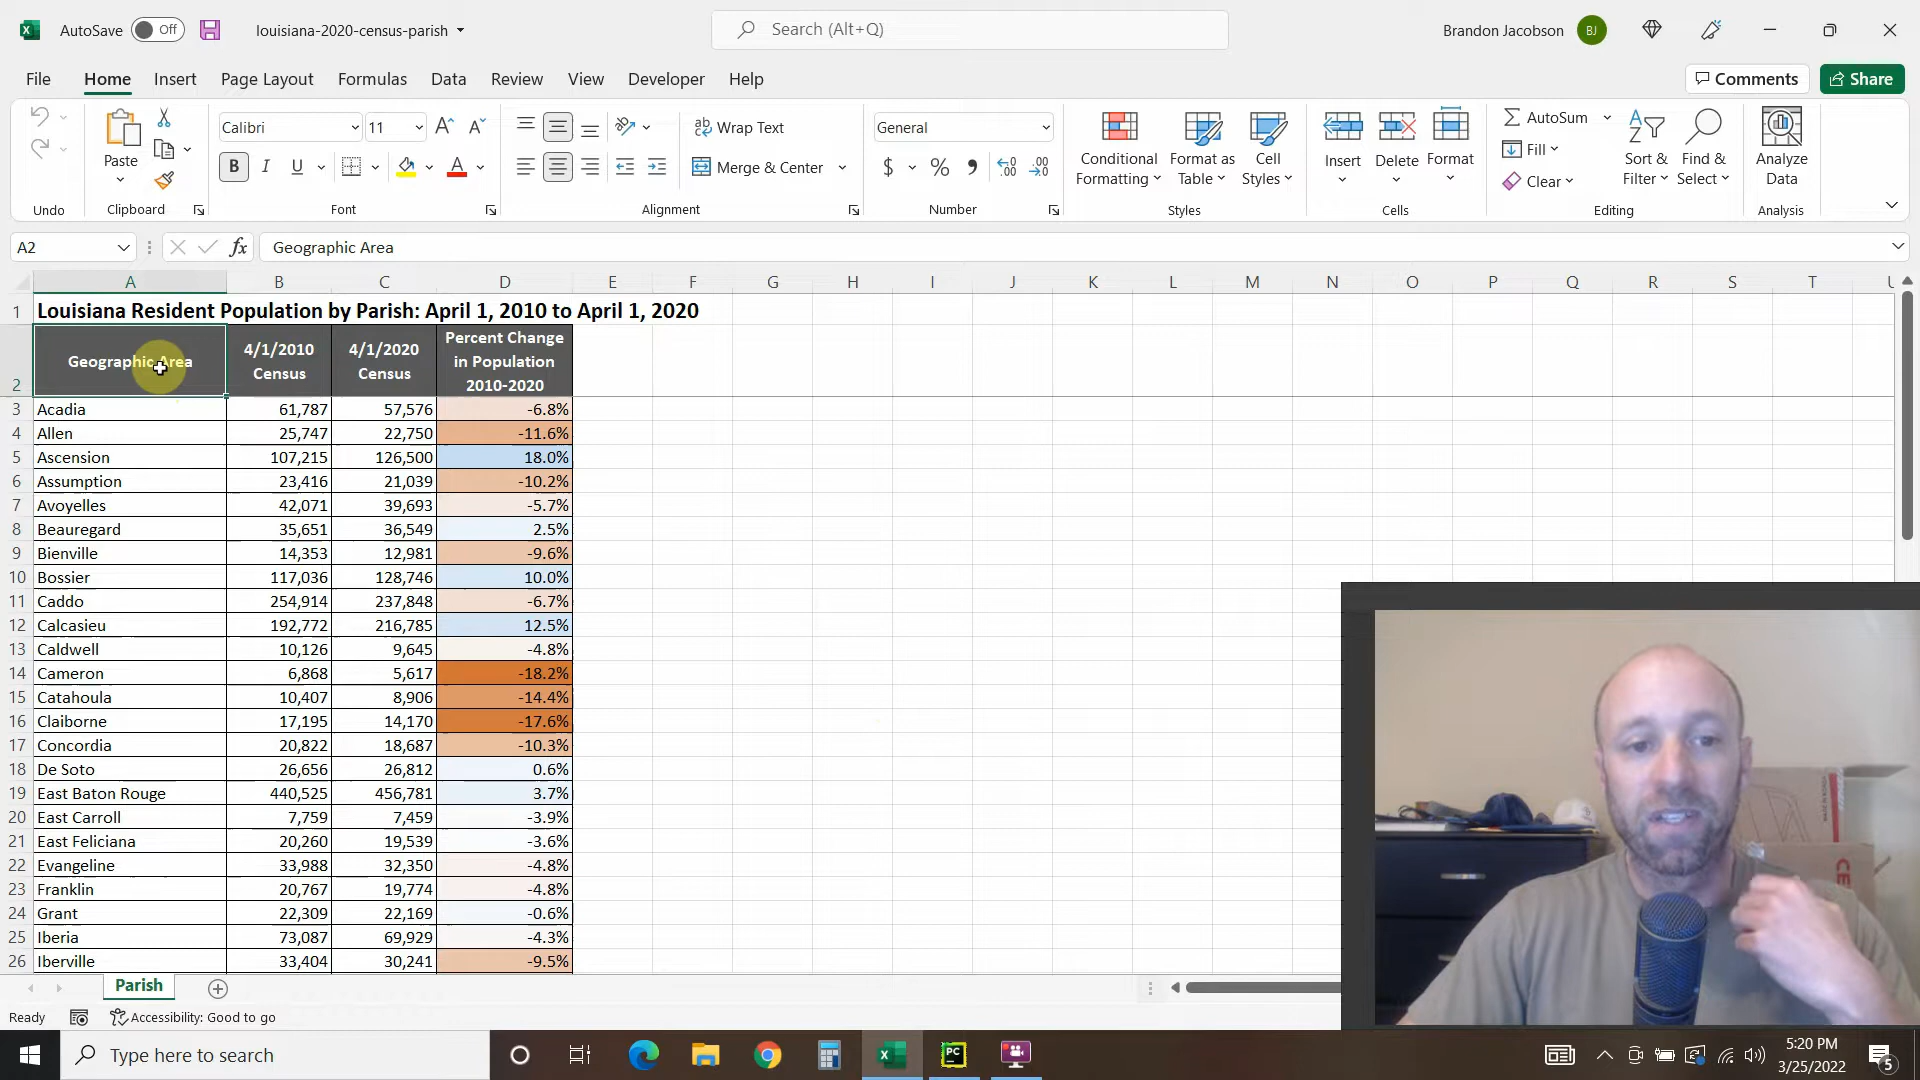 AutoSave Off louisiana-2020-census-parish Search (Alt+Q) Brandon Jacobson BJ
File Home Insert Page Layout Formulas Data Review View Developer Help Comments Share
Calibri 11 Wrap Text General AutoSum
Paste B I U Merge & Center $ % Conditional Formatting Format as Table Cell Styles Insert Delete Format Fill Clear Sort & Filter Find & Select Analyze Data
Undo Clipboard Font Alignment Number Styles Cells Editing Analysis
A2 fx Geographic Area
A B C D E F G H I J K L M N O P Q R S T
1 Louisiana Resident Population by Parish: April 1, 2010 to April 1, 2020
2 Geographic Area 4/1/2010 Census 4/1/2020 Census Percent Change in Population 2010-2020
3 Acadia 61,787 57,576 -6.8%
4 Allen 25,747 22,750 -11.6%
5 Ascension 107,215 126,500 18.0%
6 Assumption 23,416 21,039 -10.2%
7 Avoyelles 42,071 39,693 -5.7%
8 Beauregard 35,651 36,549 2.5%
9 Bienville 14,353 12,981 -9.6%
10 Bossier 117,036 128,746 10.0%
11 Caddo 254,914 237,848 -6.7%
12 Calcasieu 192,772 216,785 12.5%
13 Caldwell 10,126 9,645 -4.8%
14 Cameron 6,868 5,617 -18.2%
15 Catahoula 10,407 8,906 -14.4%
16 Claiborne 17,195 14,170 -17.6%
17 Concordia 20,822 18,687 -10.3%
18 De Soto 26,656 26,812 0.6%
19 East Baton Rouge 440,525 456,781 3.7%
20 East Carroll 7,759 7,459 -3.9%
21 East Feliciana 20,260 19,539 -3.6%
22 Evangeline 33,988 32,350 -4.8%
23 Franklin 20,767 19,774 -4.8%
24 Grant 22,309 22,169 -0.6%
25 Iberia 73,087 69,929 -4.3%
26 Iberville 33,404 30,241 -9.5%
Parish
Ready Accessibility: Good to go
Type here to search PC 5:20 PM
3/25/2022 5